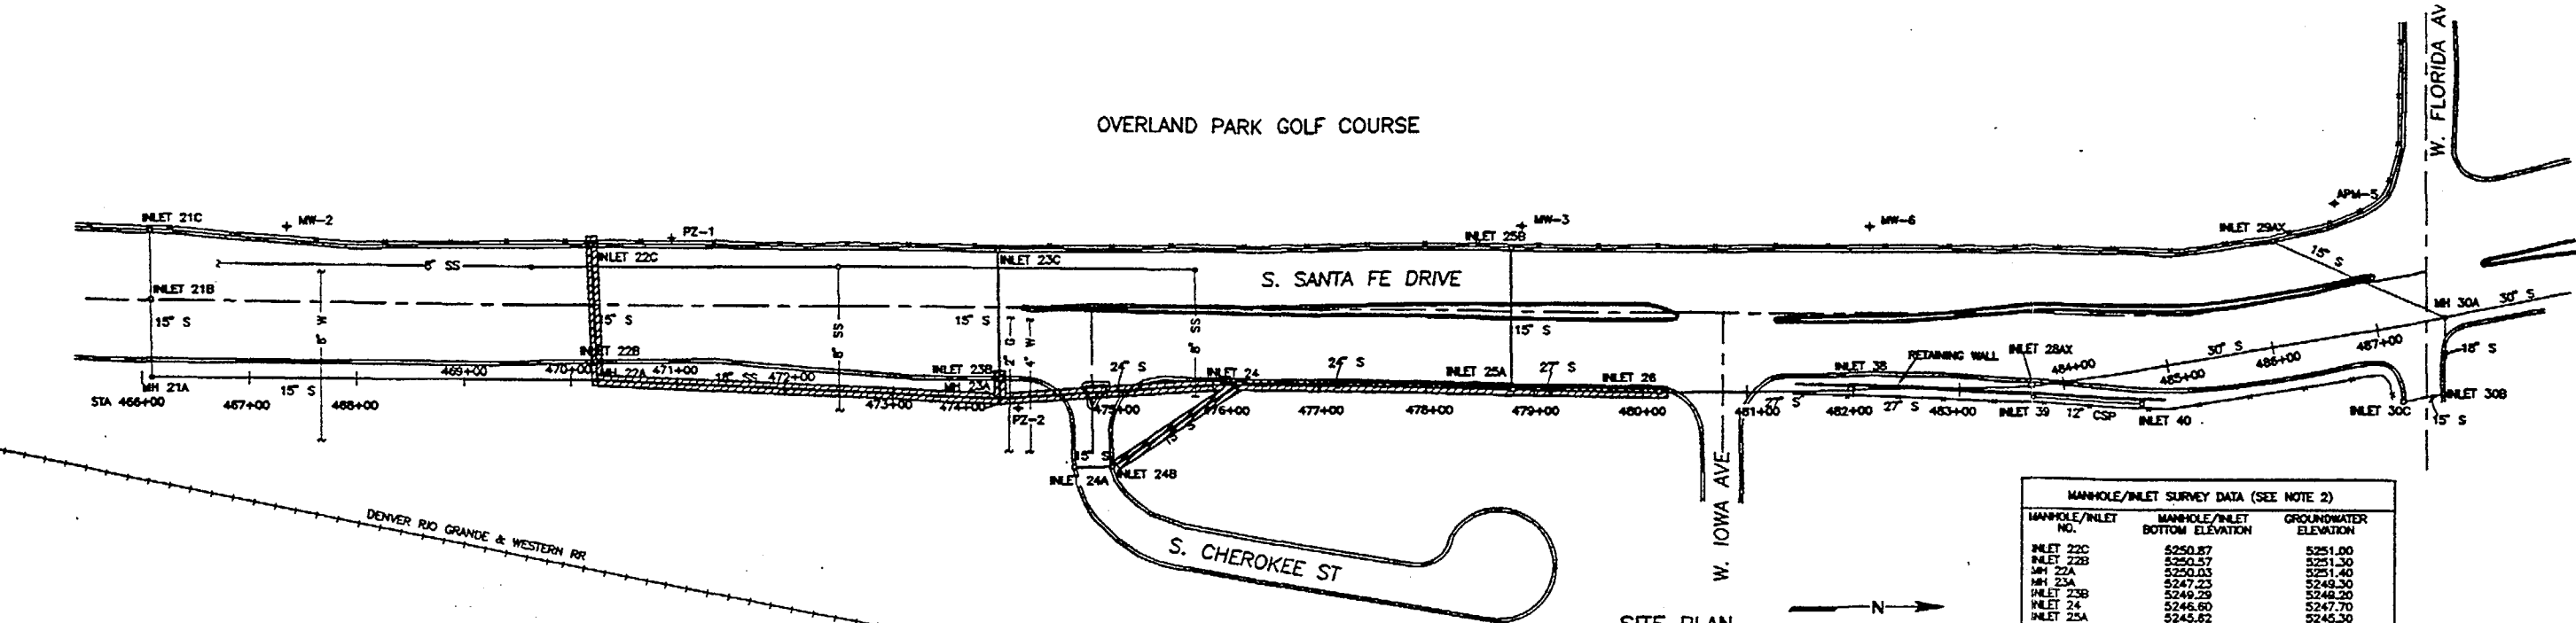 OVERLAND PARK GOLF COURSE
W. FLORIDA AV
INLET 21C
MW-2
PZ-1
INLET 25B
MW-3
MW-6
APM-5
INLET 29AX
15" S
INLET 22C
8" SS
INLET 23C
S. SANTA FE DRIVE
INLET 21B
15" S
8" W
15" S
8" SS
15" S
2" G
4" W
8" SS
15" S
MH 30A
30" S
INLET 22B
469+00
470+00
MH 22A
471+00
18" SS
472+00
INLET 23B
MH 23A
24" S
INLET 24
24" S
INLET 25A
27" S
INLET 26
INLET 38
RETAINING WALL
INLET 28AX
484+00
30" S
485+00
486+00
487+00
18" S
MH 21A
STA 466+00
467+00
15" S
468+00
473+00
474+00
PZ-2
475+00
476+00
477+00
478+00
479+00
480+00
481+00
27" S
482+00
27" S
483+00
INLET 39
12" CSP
INLET 40
INLET 30C
INLET 30B
15" S
15" S
15" S
INLET 24A
INLET 24B
DENVER RIO GRANDE & WESTERN RR
S. CHEROKEE ST
W. IOWA AVE
N
SITE PLAN
MANHOLE/INLET SURVEY DATA (SEE NOTE 2)
MANHOLE/INLET NO. MANHOLE/INLET BOTTOM ELEVATION GROUNDWATER ELEVATION
INLET 22C 5250.87 5251.00
INLET 22B 5250.57 5251.30
MH 22A 5250.03 5251.40
MH 23A 5247.23 5249.30
INLET 23B 5249.29 5249.20
INLET 24 5246.60 5247.70
INLET 25A 5245.62 5245.30